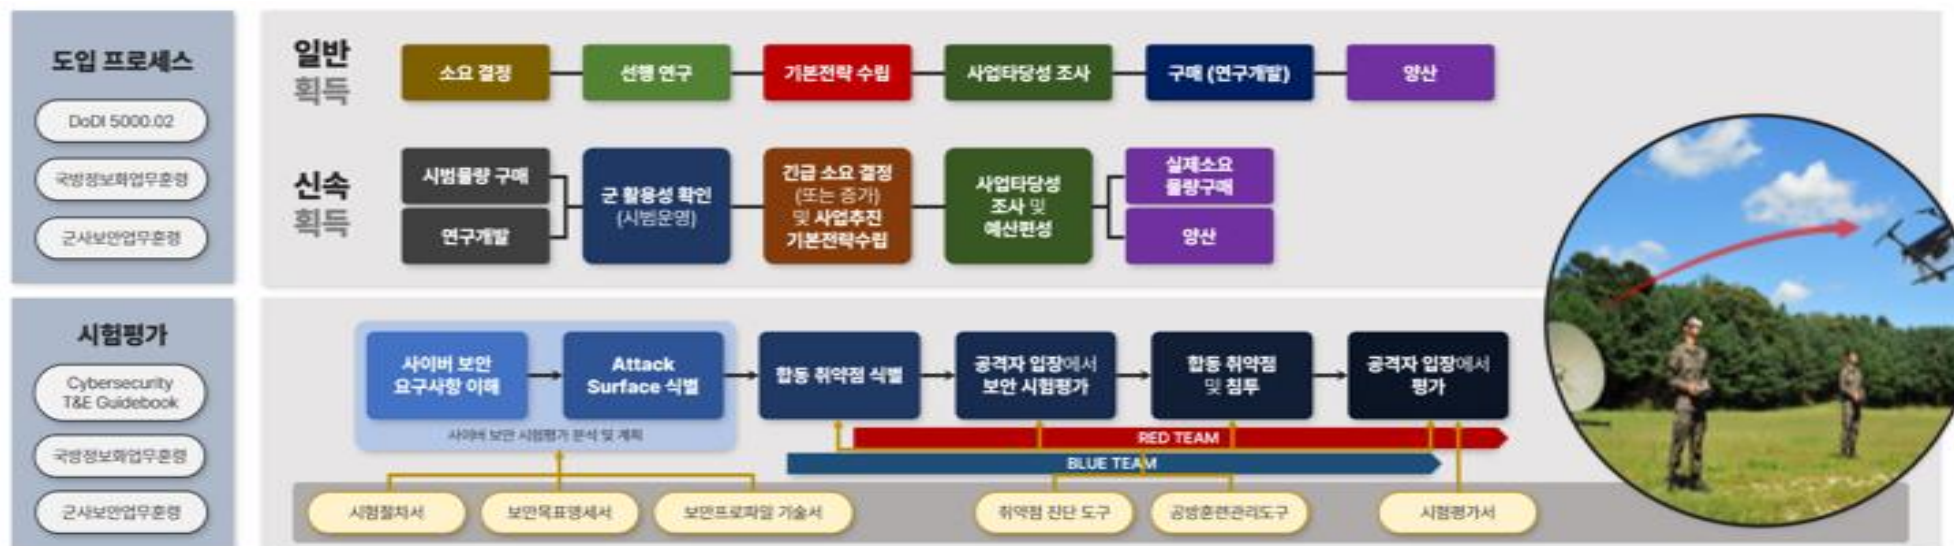 도입 프로세스
DoDI 5000.02
국방정보화업무훈령
군사보안업무훈령
일반
획득
소요 결정
선행 연구
기본전략 수립
사업타당성 조사
구매 (연구개발)
양산
신속
획득
시범물량 구매
연구개발
군 활용성 확인
(시범운영)
긴급 소요 결정
(또는 증가)
및 사업추진
기본전략수립
사업타당성
조사 및
예산편성
실제소요
물량구매
양산
시험평가
Cybersecurity
T&E Guidebook
국방정보화업무훈령
군사보안업무훈령
사이버 보안
요구사항 이해
Attack
Surface 식별
합동 취약점 식별
공격자 입장에서
보안 시험평가
합동 취약점
및 침투
공격자 입장에서
평가
사이버 보안 시험평가 분석 및 계획
RED TEAM
BLUE TEAM
시험절차서
보안목표명세서
보안프로파일 기술서
취약점 진단 도구
공방훈련관리도구
시험평가서